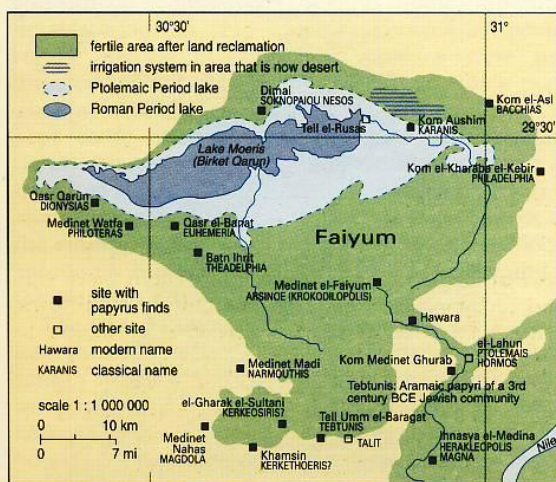 30°30'
31°
fertile area after land reclamation
irrigation system in area that is now desert
Ptolemaic Period lake
Roman Period lake
Dimai
SOKNOPAIOU NESOS
Kom el-Asl
BACCHIAS
Tell el-Rusas
Kom Aushim
KARANIS
29°30'
Lake Moeris
(Birket Qarun)
Kom el-Kharaba el-Kebir
PHILADELPHIA
Qasr Qarun
DIONYSIAS
Medinet Watfa
PHILOTERAS
Qasr el-Banat
EUHEMERIA
Faiyum
Batn Ihrit
THEADELPHIA
Medinet el-Faiyum
ARSINOE (KROKODILOPOLIS)
site with
papyrus finds
other site
Hawara modern name
KARANIS classical name
Hawara
el-Lahun
PTOLEMAIS
HORMOS
Kom Medinet Ghurab
Medinet Madi
NARMOUTHIS
Tebtunis: Aramaic papyri of a 3rd
century BCE Jewish community
scale 1 : 1 000 000
0 10 km
0 7 mi
el-Gharak el-Sultani
KERKEOSIRIS?
Tell Umm el-Baragat
TEBTUNIS
TALIT
Medinet
Nahas
MAGDOLA
Khamsin
KERKETHOERIS?
Ihnasya el-Medina
HERAKLEOPOLIS
MAGNA
Nile